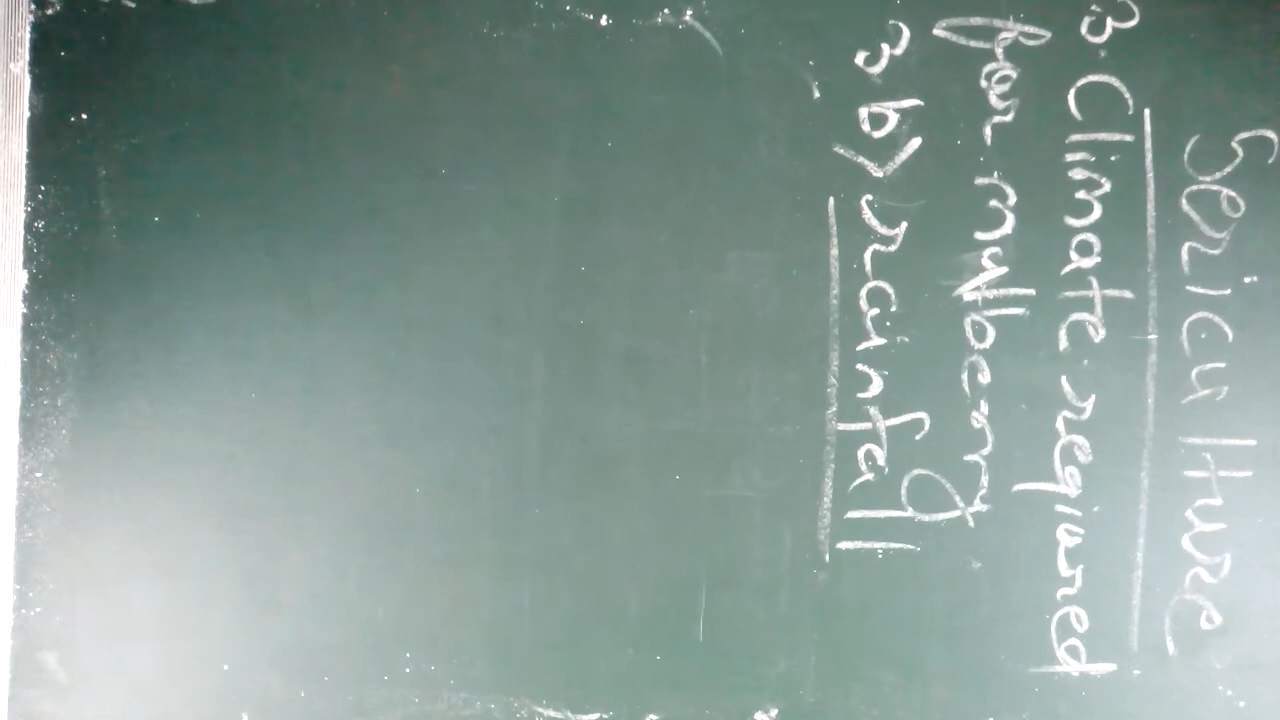 Sericulture
3. Climate required
for mulberry
3. b> rainfall